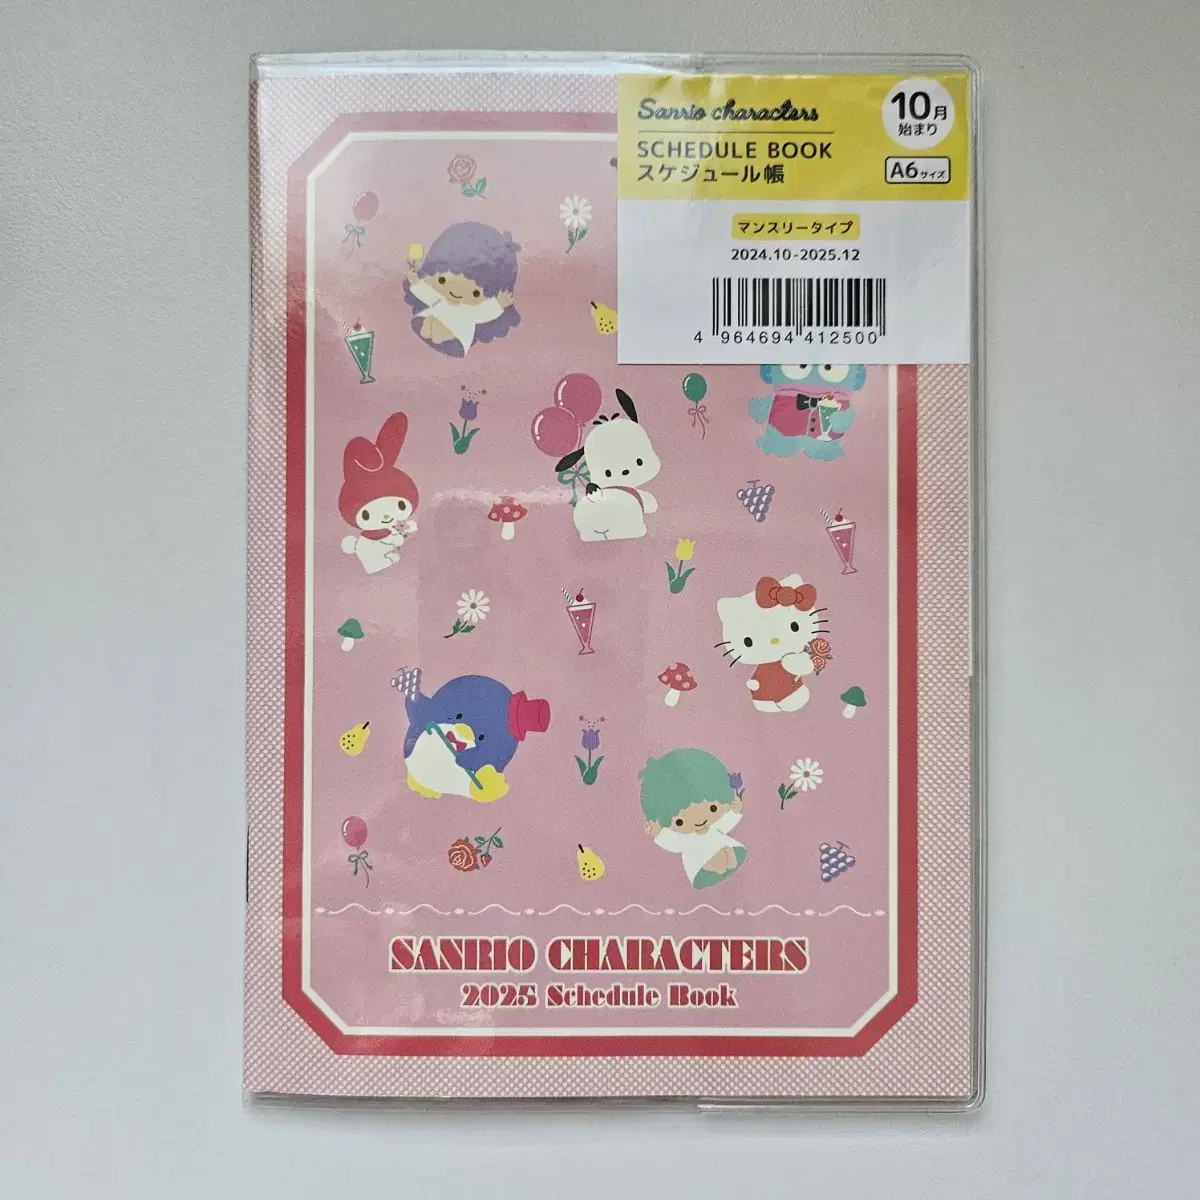 Sanrio characters
SCHEDULE BOOK
スケジュール帳
10月
始まり
A6サイズ
マンスリータイプ
2024.10-2025.12
4 964694 412500
SANRIO CHARACTERS
2025 Schedule Book